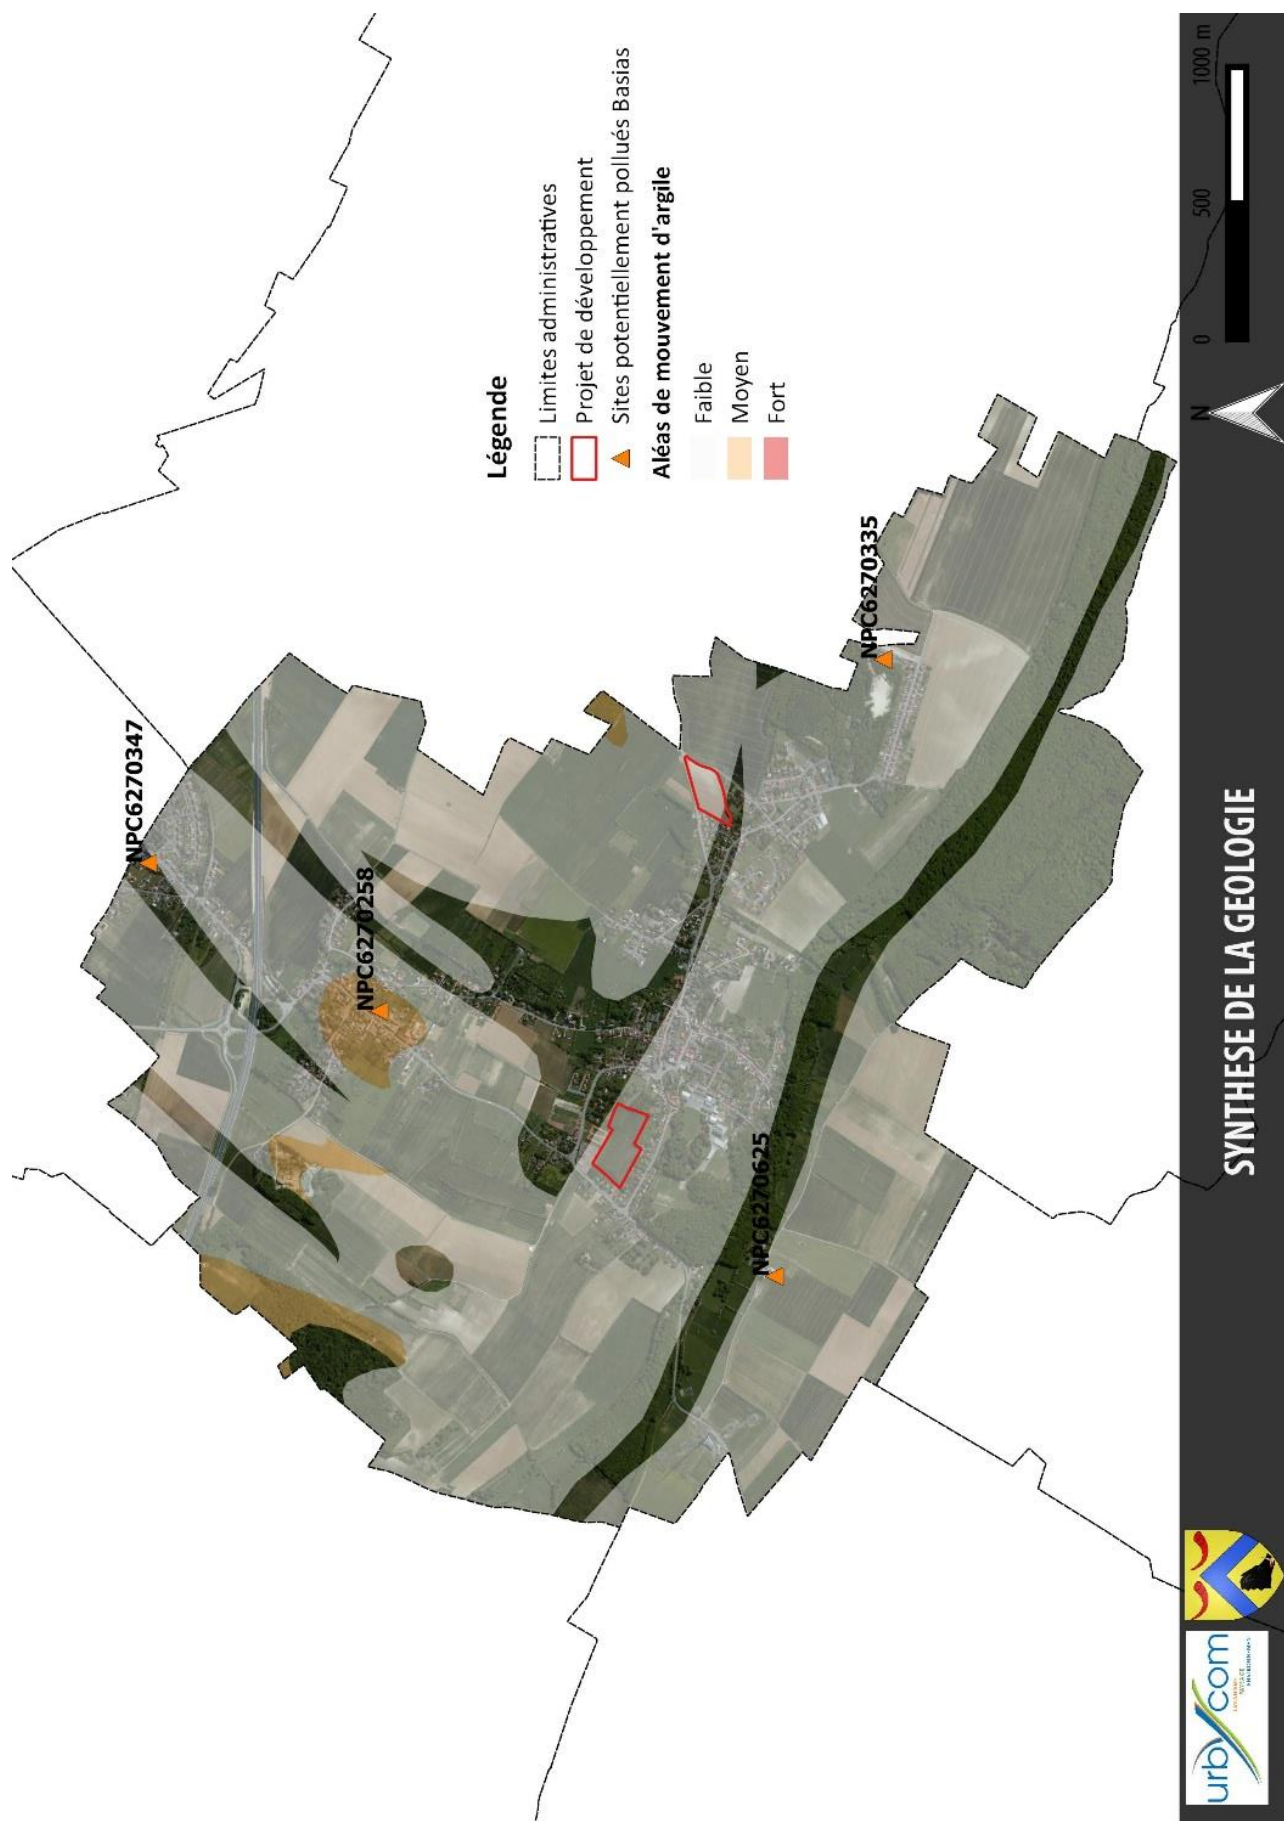 NPC6270347
NPC6270258
NPC6270335
NPC6270625
Légende
Limites administratives
Projet de développement
Sites potentiellement pollués Basias
Aléas de mouvement d'argile
Faible
Moyen
Fort
urbycom
SYNTHESE DE LA GEOLOGIE
N
0 500 1000 m